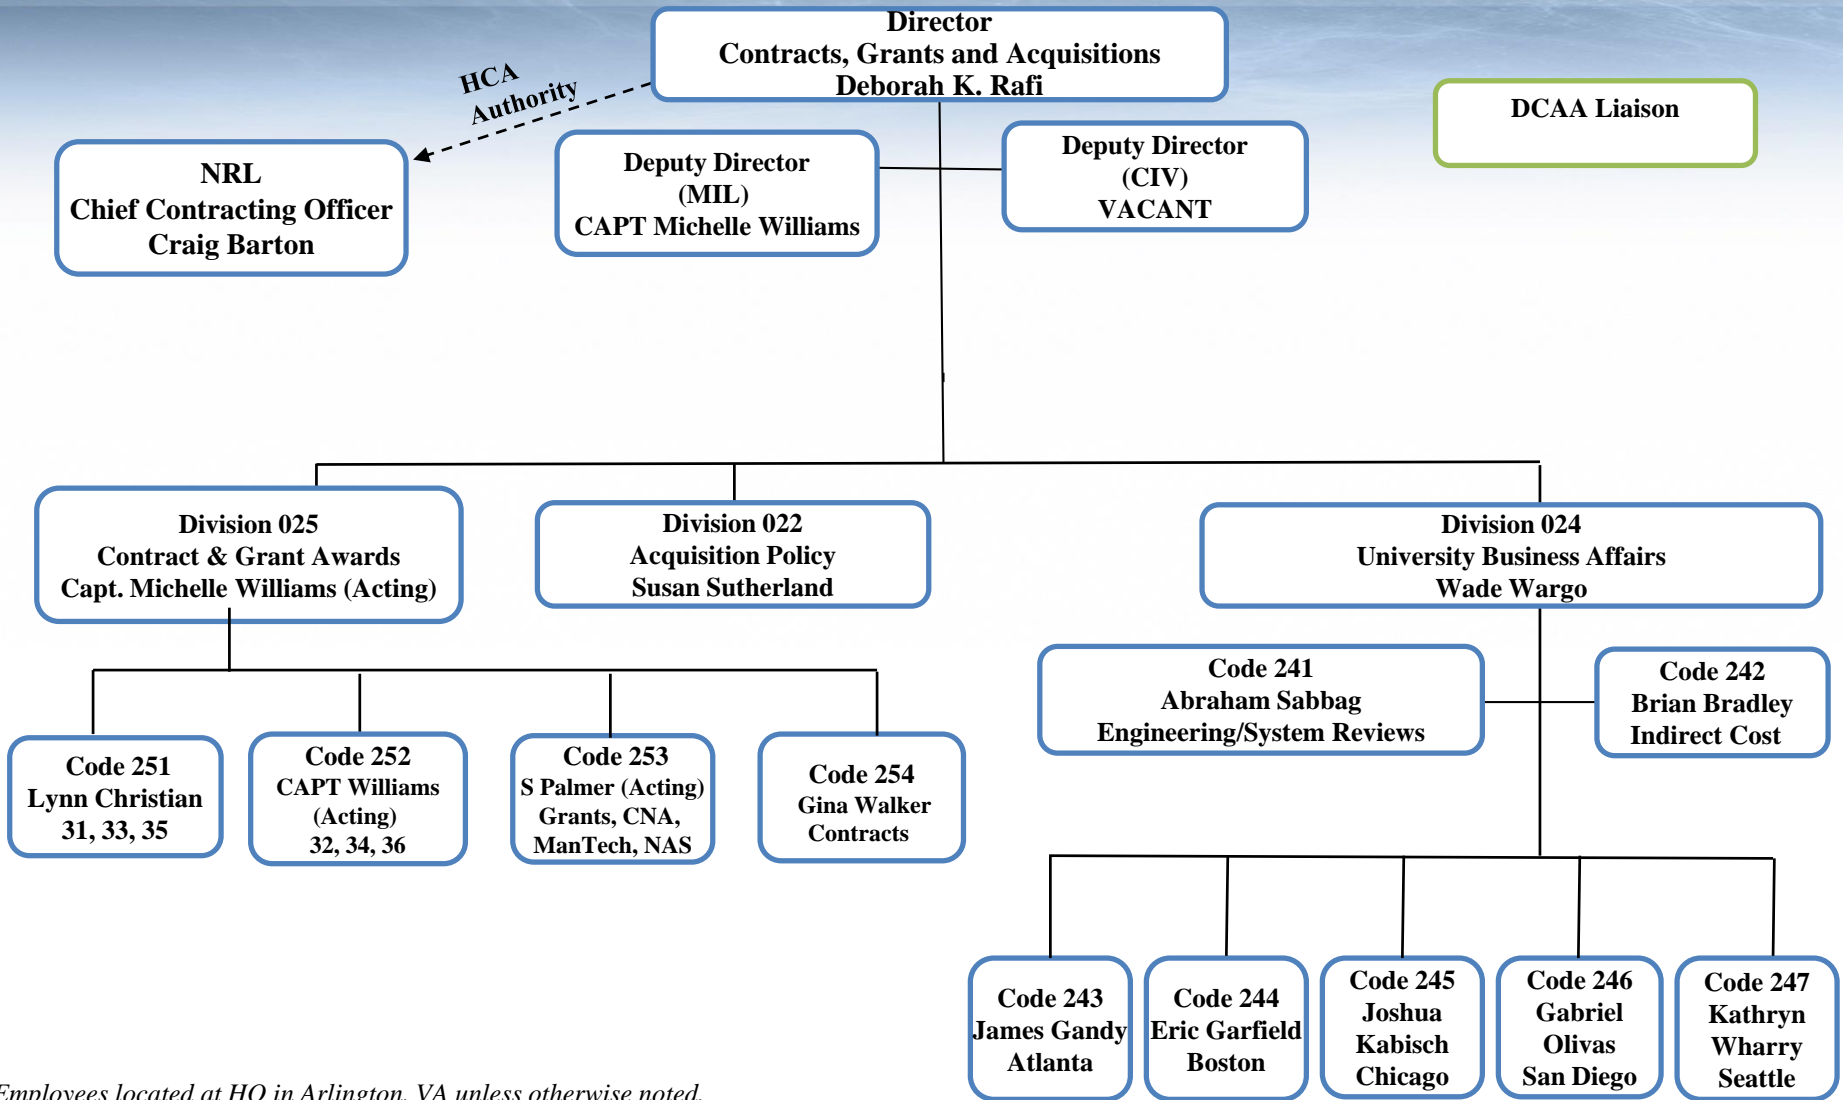 Director
Contracts, Grants and Acquisitions
Deborah K. Rafi
HCA
Authority
DCAA Liaison
NRL
Chief Contracting Officer
Craig Barton
Deputy Director
(MIL)
CAPT Michelle Williams
Deputy Director
(CIV)
VACANT
Division 025
Contract & Grant Awards
Capt. Michelle Williams (Acting)
Division 022
Acquisition Policy
Susan Sutherland
Division 024
University Business Affairs
Wade Wargo
Code 241
Abraham Sabbag
Engineering/System Reviews
Code 242
Brian Bradley
Indirect Cost
Code 251
Lynn Christian
31, 33, 35
Code 252
CAPT Williams
(Acting)
32, 34, 36
Code 253
S Palmer (Acting)
Grants, CNA,
ManTech, NAS
Code 254
Gina Walker
Contracts
Code 243
James Gandy
Atlanta
Code 244
Eric Garfield
Boston
Code 245
Joshua
Kabisch
Chicago
Code 246
Gabriel
Olivas
San Diego
Code 247
Kathryn
Wharry
Seattle
Employees located at HQ in Arlington, VA unless otherwise noted.